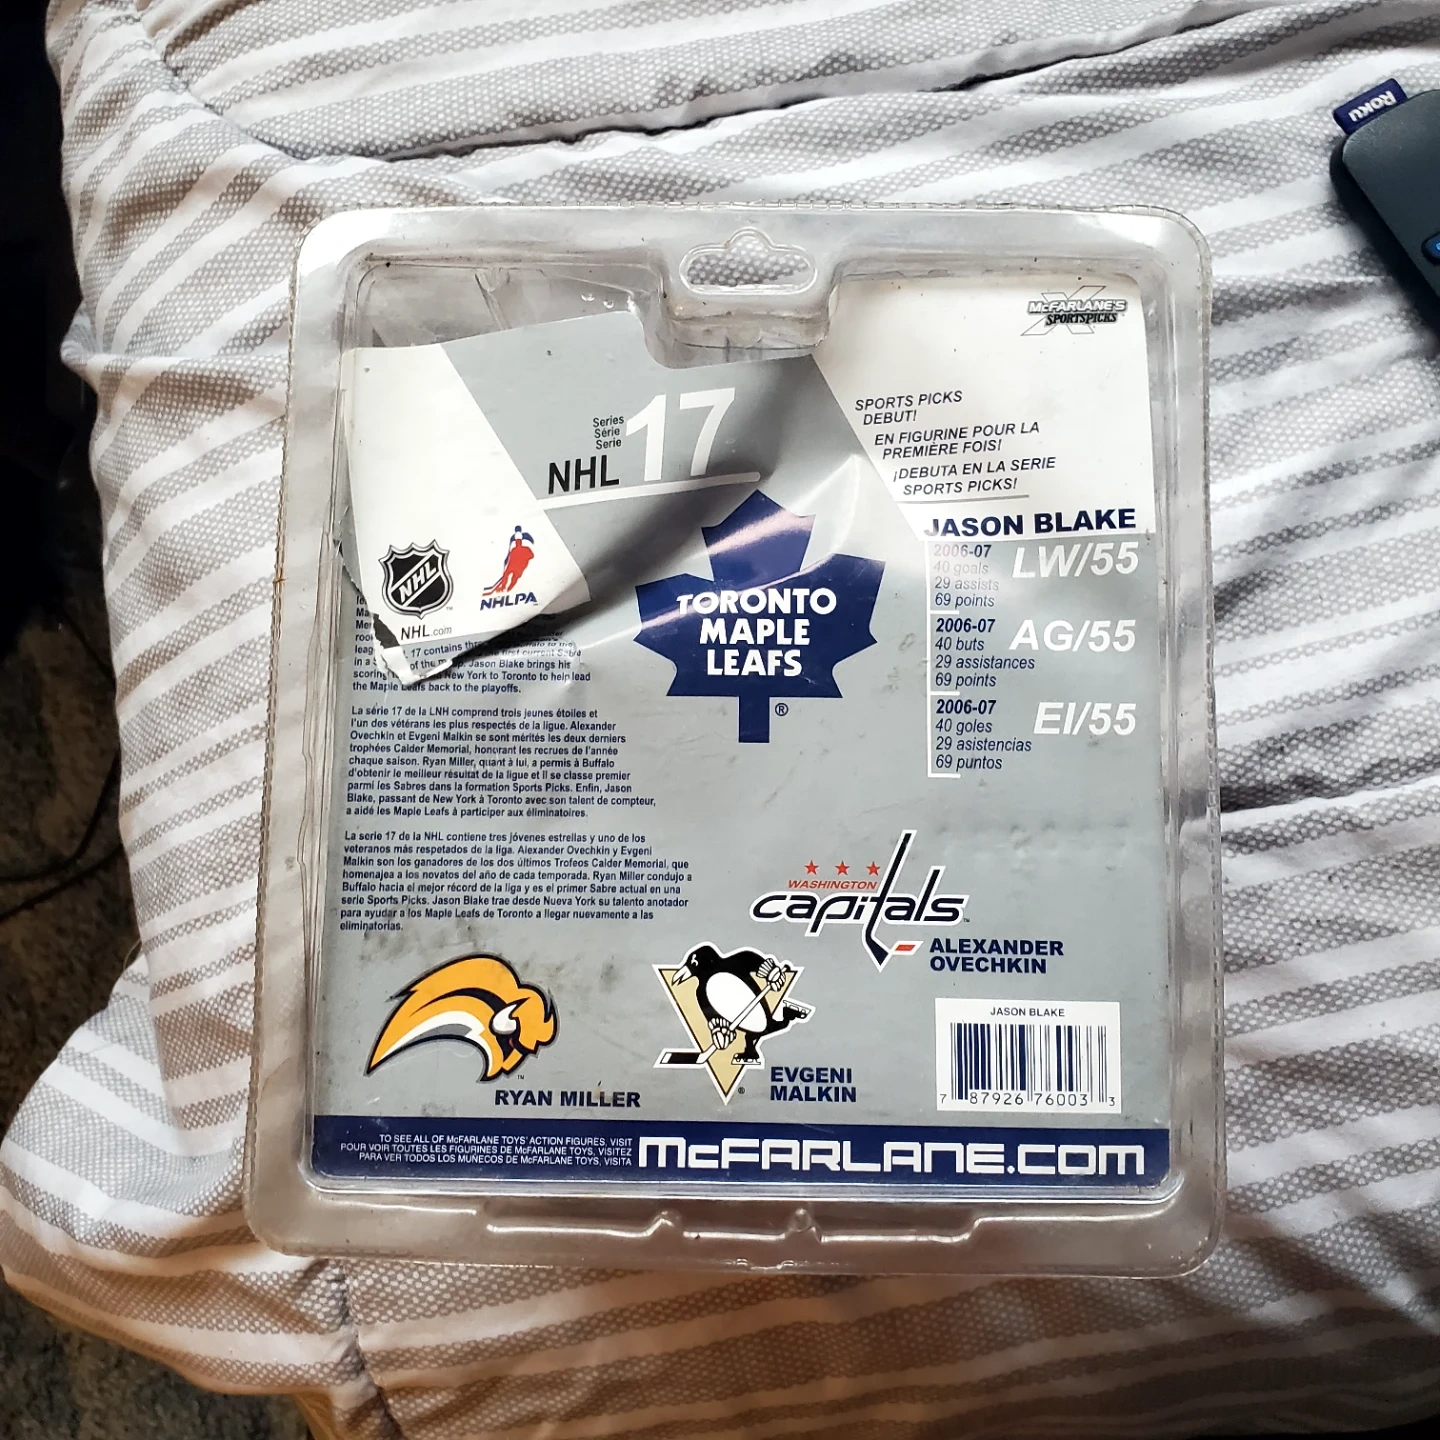 ROKU
McFARLANE'S
SPORTSPICKS
Series
Série
Serie
NHL 17
SPORTS PICKS
DEBUT!
EN FIGURINE POUR LA
PREMIÈRE FOIS!
¡DEBUTA EN LA SERIE
SPORTS PICKS!
JASON BLAKE
2006-07 LW/55
40 goals
29 assists
69 points
2006-07 AG/55
40 buts
29 assistances
69 points
2006-07 EI/55
40 goles
29 asistencias
69 puntos
NHL
NHL.com
NHLPA
TORONTO
MAPLE
LEAFS
®
17 contains
first current
in a of the Jason Blake brings his
scoring New York to Toronto to help lead
the Maple Leafs back to the playoffs.
La série 17 de la LNH comprend trois jeunes étoiles et
l'un des vétérans les plus respectés de la ligue. Alexander
Ovechkin et Evgeni Malkin se sont mérités les deux derniers
trophées Calder Memorial, honorant les recrues de l'année
chaque saison. Ryan Miller, quant à lui, a permis à Buffalo
d'obtenir le meilleur résultat de la ligue et il se classe premier
parmi les Sabres dans la formation Sports Picks. Enfin, Jason
Blake, passant de New York à Toronto avec son talent de compteur,
a aidé les Maple Leafs à participer aux éliminatoires.
La serie 17 de la NHL contiene tres jóvenes estrellas y uno de los
veteranos más respetados de la liga. Alexander Ovechkin y Evgeni
Malkin son los ganadores de los dos últimos Trofeos Calder Memorial, que
homenajea a los novatos del año de cada temporada. Ryan Miller condujo a
Buffalo hacia el mejor récord de la liga y es el primer Sabre actual en una
serie Sports Picks. Jason Blake trae desde Nueva York su talento anotador
para ayudar a los Maple Leafs de Toronto a llegar nuevamente a las
eliminatorias.
WASHINGTON
capitals
ALEXANDER
OVECHKIN
RYAN MILLER
EVGENI
MALKIN
JASON BLAKE
7 87926 76003 3
TO SEE ALL OF McFARLANE TOYS' ACTION FIGURES, VISIT
POUR VOIR TOUTES LES FIGURINES DE McFARLANE TOYS, VISITEZ
PARA VER TODOS LOS MUNECOS DE McFARLANE TOYS, VISITA
McFARLANE.COM